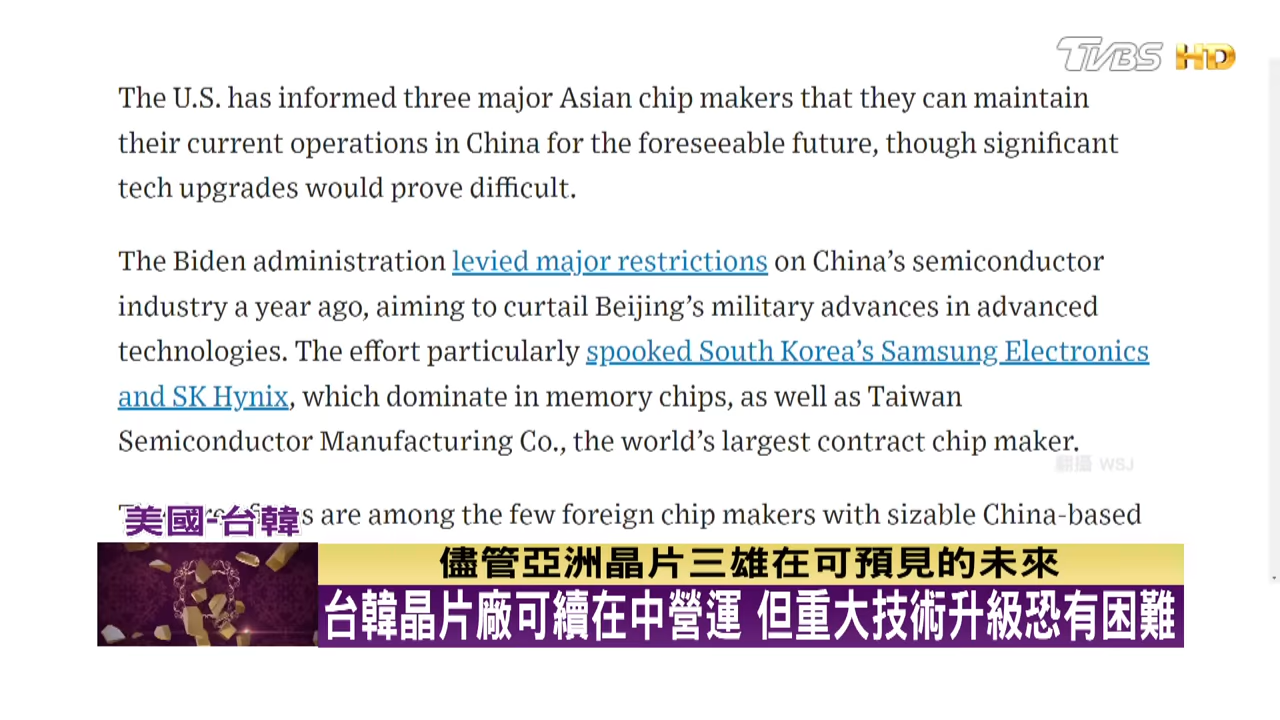 TVBS HD
The U.S. has informed three major Asian chip makers that they can maintain
their current operations in China for the foreseeable future, though significant
tech upgrades would prove difficult.
The Biden administration levied major restrictions on China’s semiconductor
industry a year ago, aiming to curtail Beijing’s military advances in advanced
technologies. The effort particularly spooked South Korea’s Samsung Electronics
and SK Hynix, which dominate in memory chips, as well as Taiwan
Semiconductor Manufacturing Co., the world’s largest contract chip maker.
翻攝 WSJ
are among the few foreign chip makers with sizable China-based
美國-台韓
儘管亞洲晶片三雄在可預見的未來
台韓晶片廠可續在中營運 但重大技術升級恐有困難